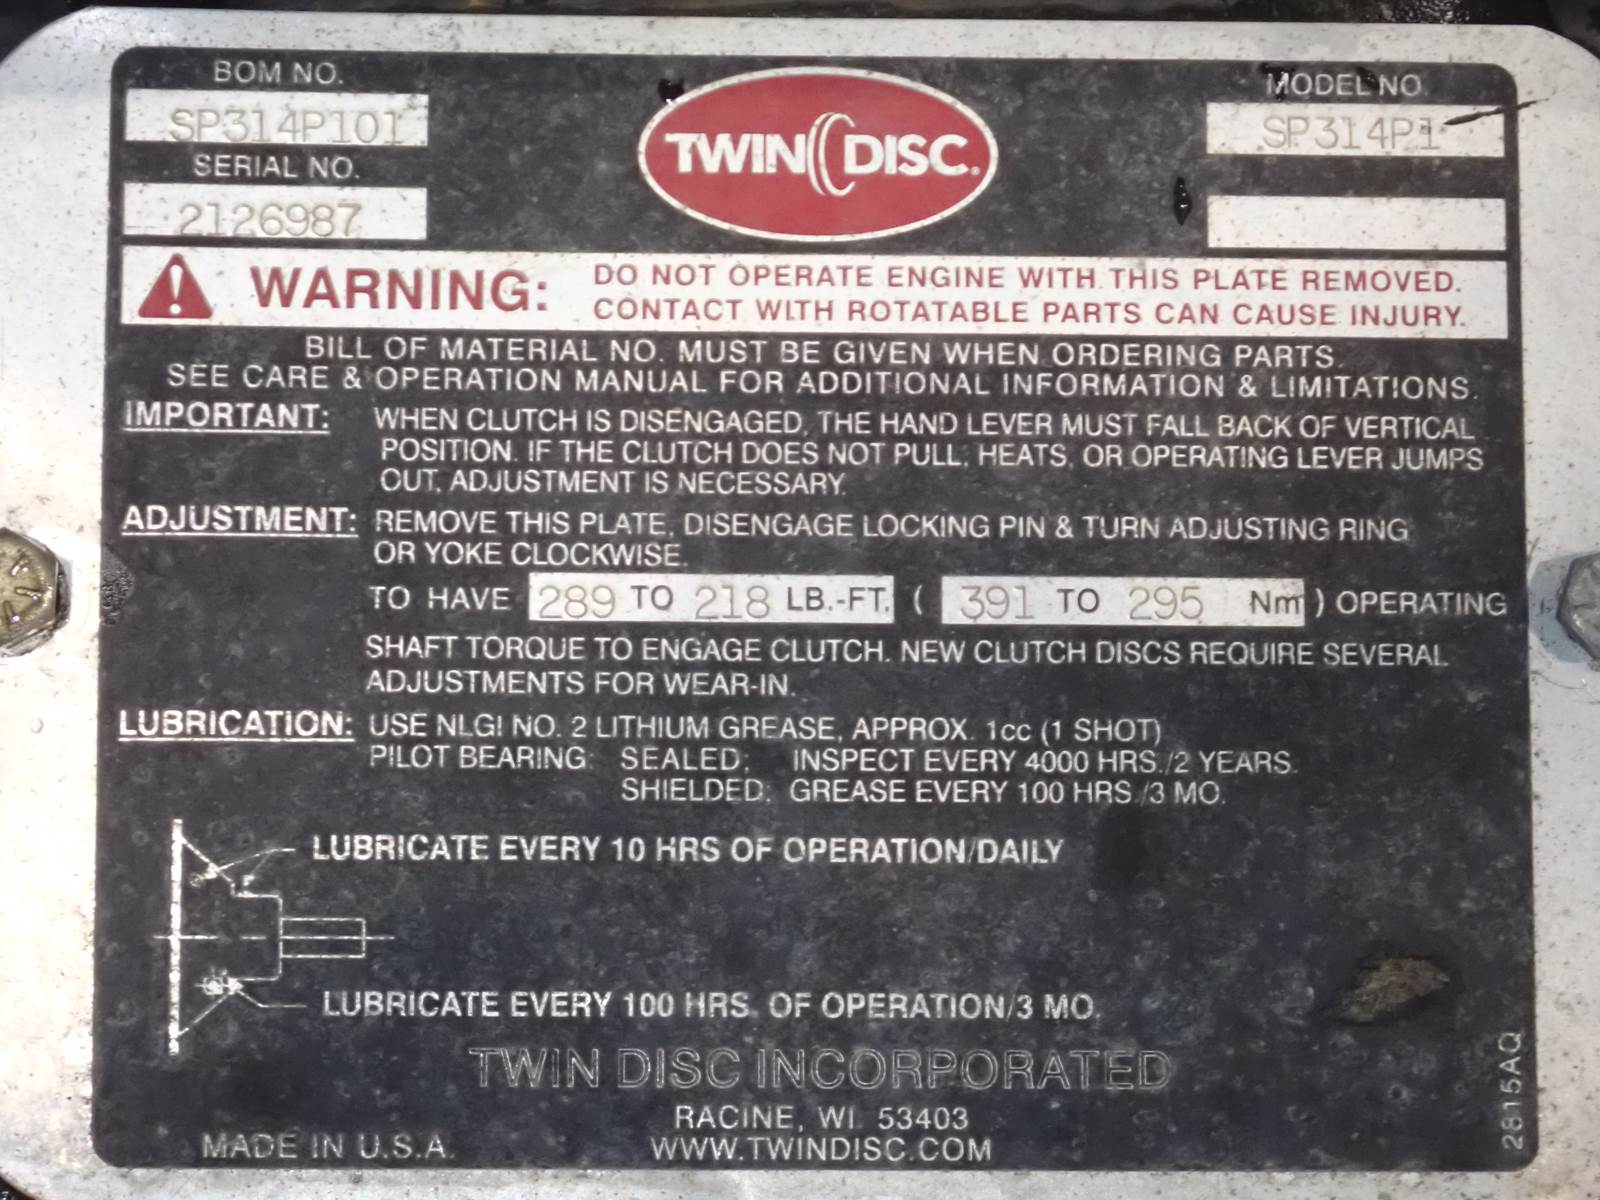 BOM NO.
SP314P101
SERIAL NO.
2126987
TWIN DISC®
MODEL NO.
SP314P1
WARNING: DO NOT OPERATE ENGINE WITH THIS PLATE REMOVED.
CONTACT WITH ROTATABLE PARTS CAN CAUSE INJURY.
BILL OF MATERIAL NO. MUST BE GIVEN WHEN ORDERING PARTS.
SEE CARE & OPERATION MANUAL FOR ADDITIONAL INFORMATION & LIMITATIONS.
IMPORTANT: WHEN CLUTCH IS DISENGAGED, THE HAND LEVER MUST FALL BACK OF VERTICAL
POSITION. IF THE CLUTCH DOES NOT PULL, HEATS, OR OPERATING LEVER JUMPS
OUT, ADJUSTMENT IS NECESSARY.
ADJUSTMENT: REMOVE THIS PLATE, DISENGAGE LOCKING PIN & TURN ADJUSTING RING
OR YOKE CLOCKWISE.
TO HAVE 289 TO 218 LB.-FT. ( 391 TO 295 Nm ) OPERATING
SHAFT TORQUE TO ENGAGE CLUTCH. NEW CLUTCH DISCS REQUIRE SEVERAL
ADJUSTMENTS FOR WEAR-IN.
LUBRICATION: USE NLGI NO. 2 LITHIUM GREASE, APPROX. 1cc (1 SHOT)
PILOT BEARING: SEALED; INSPECT EVERY 4000 HRS./2 YEARS.
SHIELDED; GREASE EVERY 100 HRS./3 MO.
LUBRICATE EVERY 10 HRS OF OPERATION/DAILY
LUBRICATE EVERY 100 HRS. OF OPERATION/3 MO.
TWIN DISC INCORPORATED
RACINE, WI 53403
MADE IN U.S.A. WWW.TWINDISC.COM
2815AQ